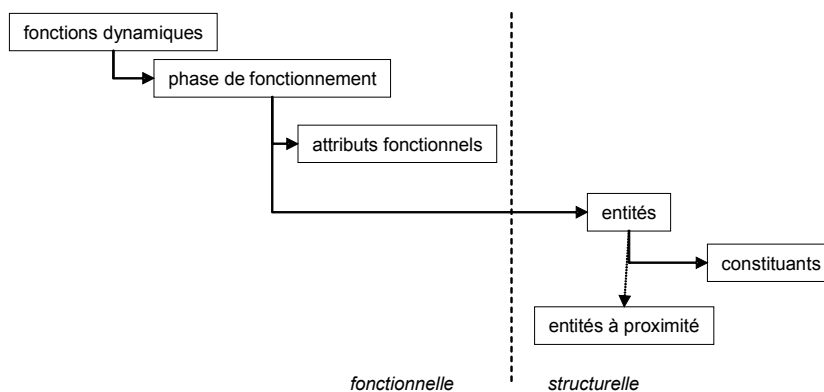 fonctions dynamiques
phase de fonctionnement
attributs fonctionnels
entités
constituants
entités à proximité
fonctionnelle
structurelle